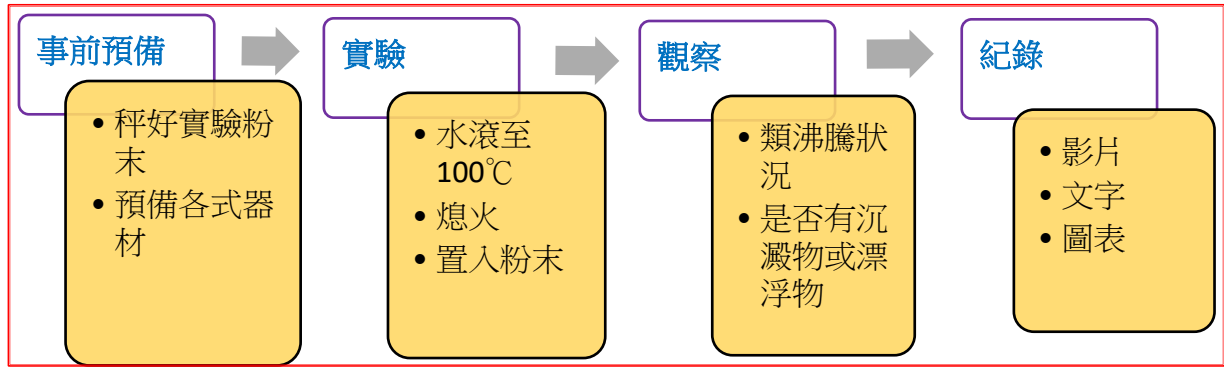 事前預備
• 秤好實驗粉
末
• 預備各式器
材
實驗
• 水滾至
100℃
• 熄火
• 置入粉末
觀察
• 類沸騰狀
況
• 是否有沉
澱物或漂
浮物
紀錄
• 影片
• 文字
• 圖表